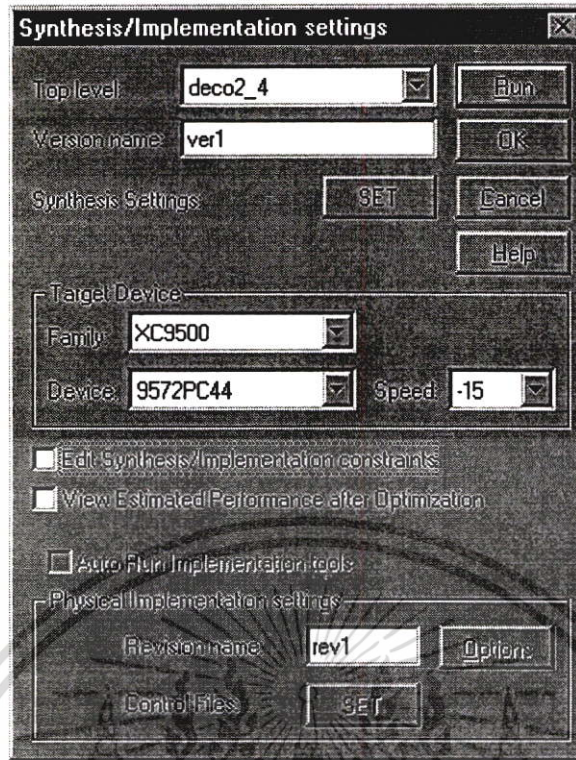 Synthesis/Implementation settings
Top level: deco2_4 Run
Version name: ver1 OK
Synthesis Settings: SET Cancel
Help
Target Device
Family: XC9500
Device: 9572PC44 Speed: -15
Edit Synthesis/Implementation constraints
View Estimated Performance after Optimization
Auto Run Implementation tools
Physical Implementation settings
Revision name: rev1 Options
Control Files: SET